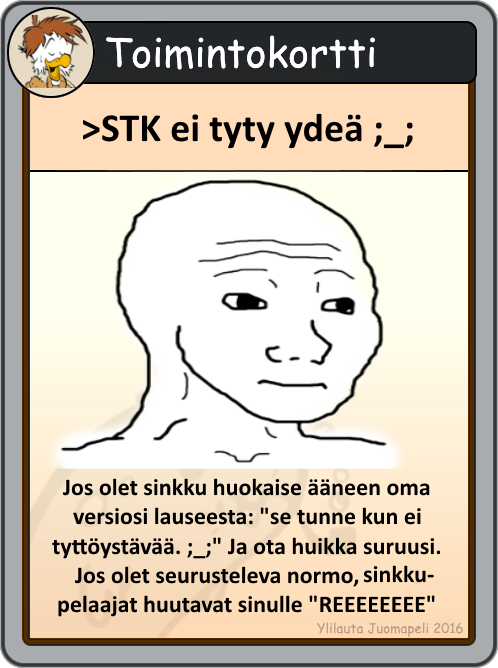 Toimintokortti
>STK ei tyty ydeä ;_;
Jos olet sinkku huokaise ääneen oma
versiosi lauseesta: "se tunne kun ei
tyttöystävää. ;_;" Ja ota huikka suruusi.
Jos olet seurusteleva normo, sinkku-
pelaajat huutavat sinulle "REEEEEEEE"
Ylilauta Juomapeli 2016